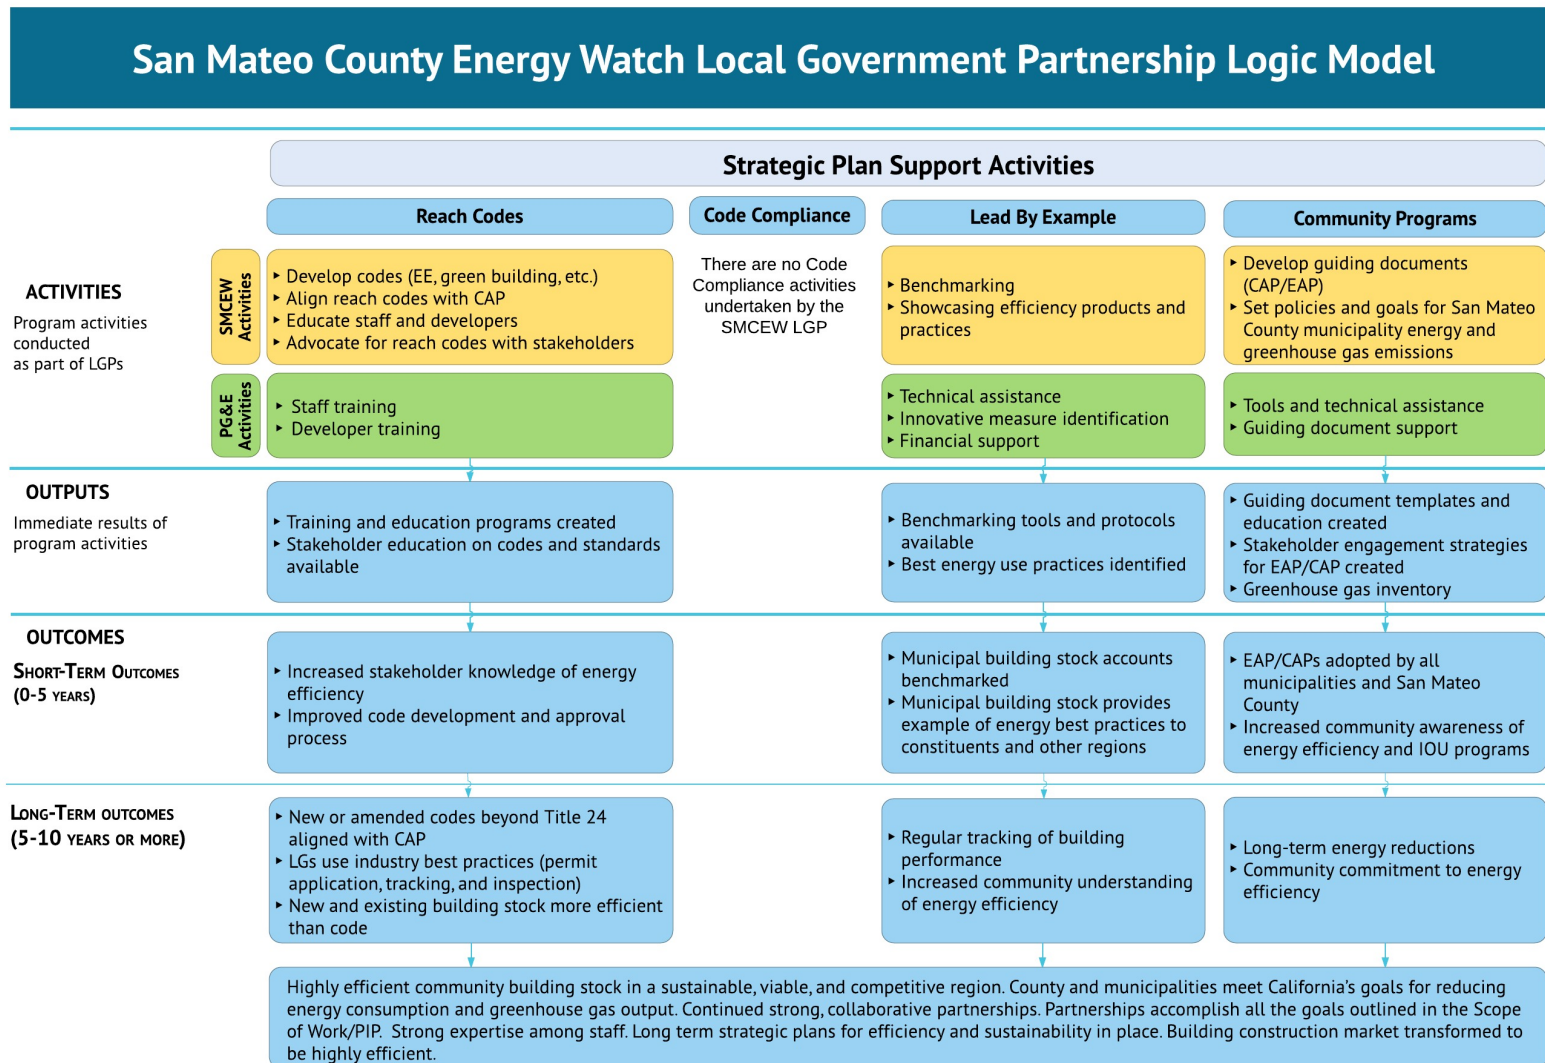 San Mateo County Energy Watch Local Government Partnership Logic Model
Strategic Plan Support Activities
Reach Codes
Code Compliance
Lead By Example
Community Programs
ACTIVITIES
Program activities
conducted
as part of LGPs
SMCEW
Activities
‣ Develop codes (EE, green building, etc.)
‣ Align reach codes with CAP
‣ Educate staff and developers
‣ Advocate for reach codes with stakeholders
There are no Code
Compliance activities
undertaken by the
SMCEW LGP
‣ Benchmarking
‣ Showcasing efficiency products and
practices
‣ Develop guiding documents
(CAP/EAP)
‣ Set policies and goals for San Mateo
County municipality energy and
greenhouse gas emissions
PG&E
Activities
‣ Staff training
‣ Developer training
‣ Technical assistance
‣ Innovative measure identification
‣ Financial support
‣ Tools and technical assistance
‣ Guiding document support
OUTPUTS
Immediate results of
program activities
‣ Training and education programs created
‣ Stakeholder education on codes and standards
available
‣ Benchmarking tools and protocols
available
‣ Best energy use practices identified
‣ Guiding document templates and
education created
‣ Stakeholder engagement strategies
for EAP/CAP created
‣ Greenhouse gas inventory
OUTCOMES
SHORT-TERM OUTCOMES
(0-5 YEARS)
‣ Increased stakeholder knowledge of energy
efficiency
‣ Improved code development and approval
process
‣ Municipal building stock accounts
benchmarked
‣ Municipal building stock provides
example of energy best practices to
constituents and other regions
‣ EAP/CAPs adopted by all
municipalities and San Mateo
County
‣ Increased community awareness of
energy efficiency and IOU programs
LONG-TERM OUTCOMES
(5-10 YEARS OR MORE)
‣ New or amended codes beyond Title 24
aligned with CAP
‣ LGs use industry best practices (permit
application, tracking, and inspection)
‣ New and existing building stock more efficient
than code
‣ Regular tracking of building
performance
‣ Increased community understanding
of energy efficiency
‣ Long-term energy reductions
‣ Community commitment to energy
efficiency
Highly efficient community building stock in a sustainable, viable, and competitive region. County and municipalities meet California's goals for reducing
energy consumption and greenhouse gas output. Continued strong, collaborative partnerships. Partnerships accomplish all the goals outlined in the Scope
of Work/PIP. Strong expertise among staff. Long term strategic plans for efficiency and sustainability in place. Building construction market transformed to
be highly efficient.